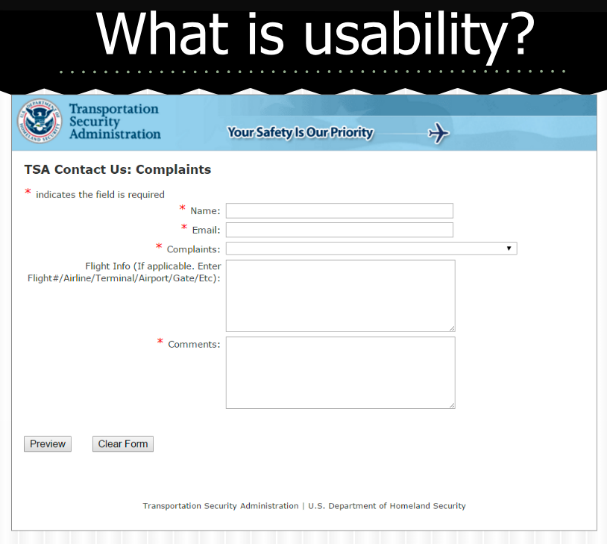 What is usability?
Transportation
Security
Administration
Your Safety Is Our Priority
TSA Contact Us: Complaints
* indicates the field is required
* Name:
* Email:
* Complaints:
Flight Info (If applicable. Enter
Flight#/Airline/Terminal/Airport/Gate/Etc):
* Comments:
Preview Clear Form
Transportation Security Administration | U.S. Department of Homeland Security